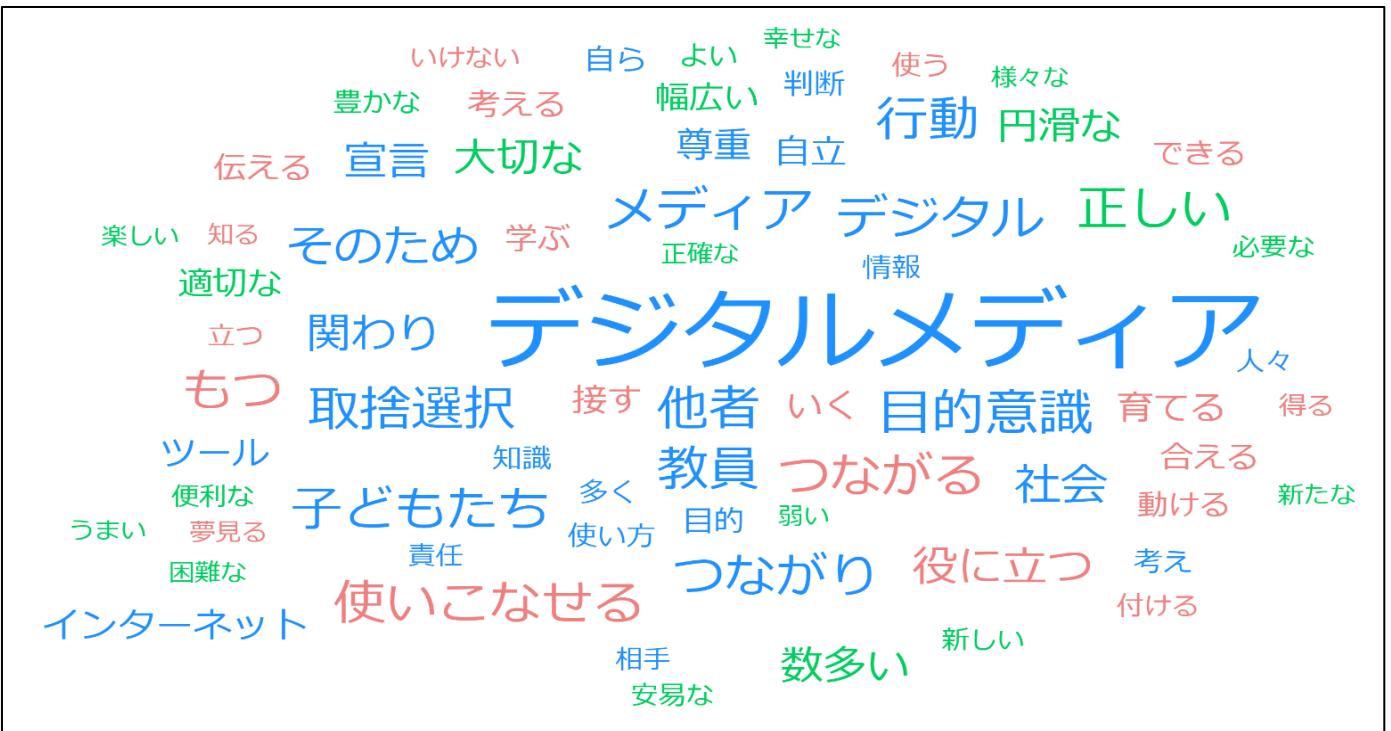 幸せな
いけない 自ら よい 使う 様々な
豊かな 考える 幅広い 判断 行動 円滑な
伝える 宣言 大切な 尊重 自立 できる
メディア デジタル 正しい
楽しい 知る そのため 学ぶ 正確な 情報 必要な
適切な
立つ 関わり デジタルメディア 人々
もつ 取捨選択 接す 他者 いく 目的意識 育てる 得る
ツール 知識 教員 つながる 社会 合える
便利な 子どもたち 多く 目的 弱い 動ける 新たな
うまい 夢見る 責任 使い方
困難な つながり 役に立つ 考え
インターネット 使いこなせる 付ける
相手 数多い 新しい
安易な